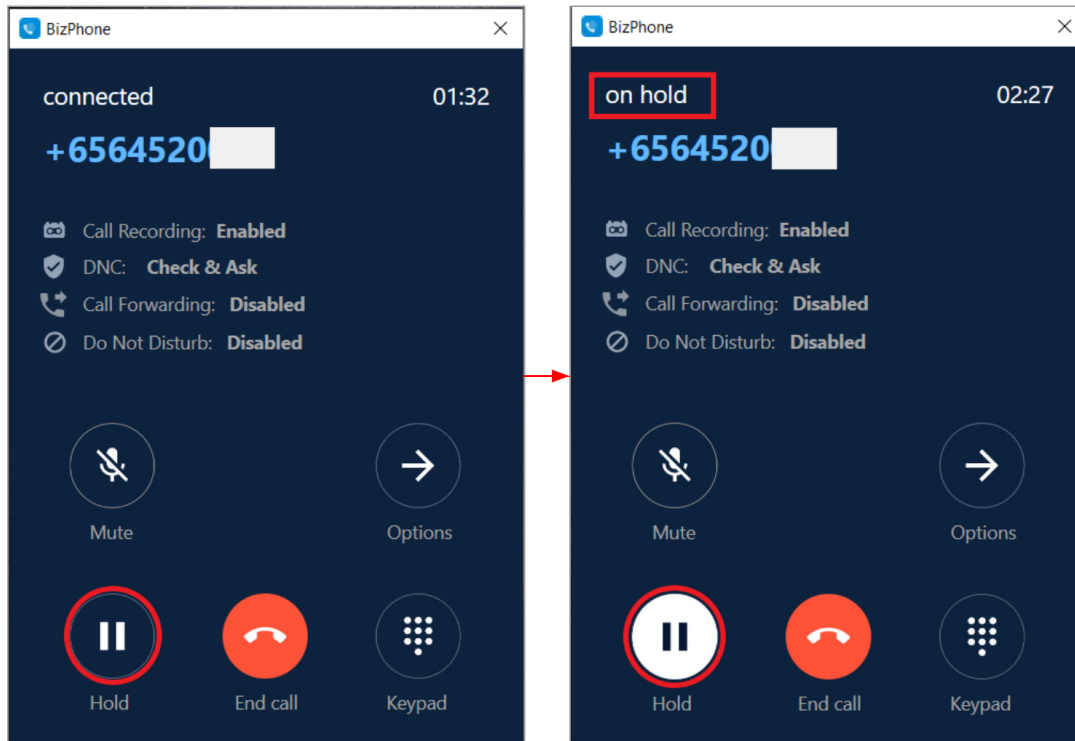 BizPhone
connected 01:32
+6564520
Call Recording: Enabled
DNC: Check & Ask
Call Forwarding: Disabled
Do Not Disturb: Disabled
Mute Options
Hold End call Keypad
BizPhone
on hold 02:27
+6564520
Call Recording: Enabled
DNC: Check & Ask
Call Forwarding: Disabled
Do Not Disturb: Disabled
Mute Options
Hold End call Keypad